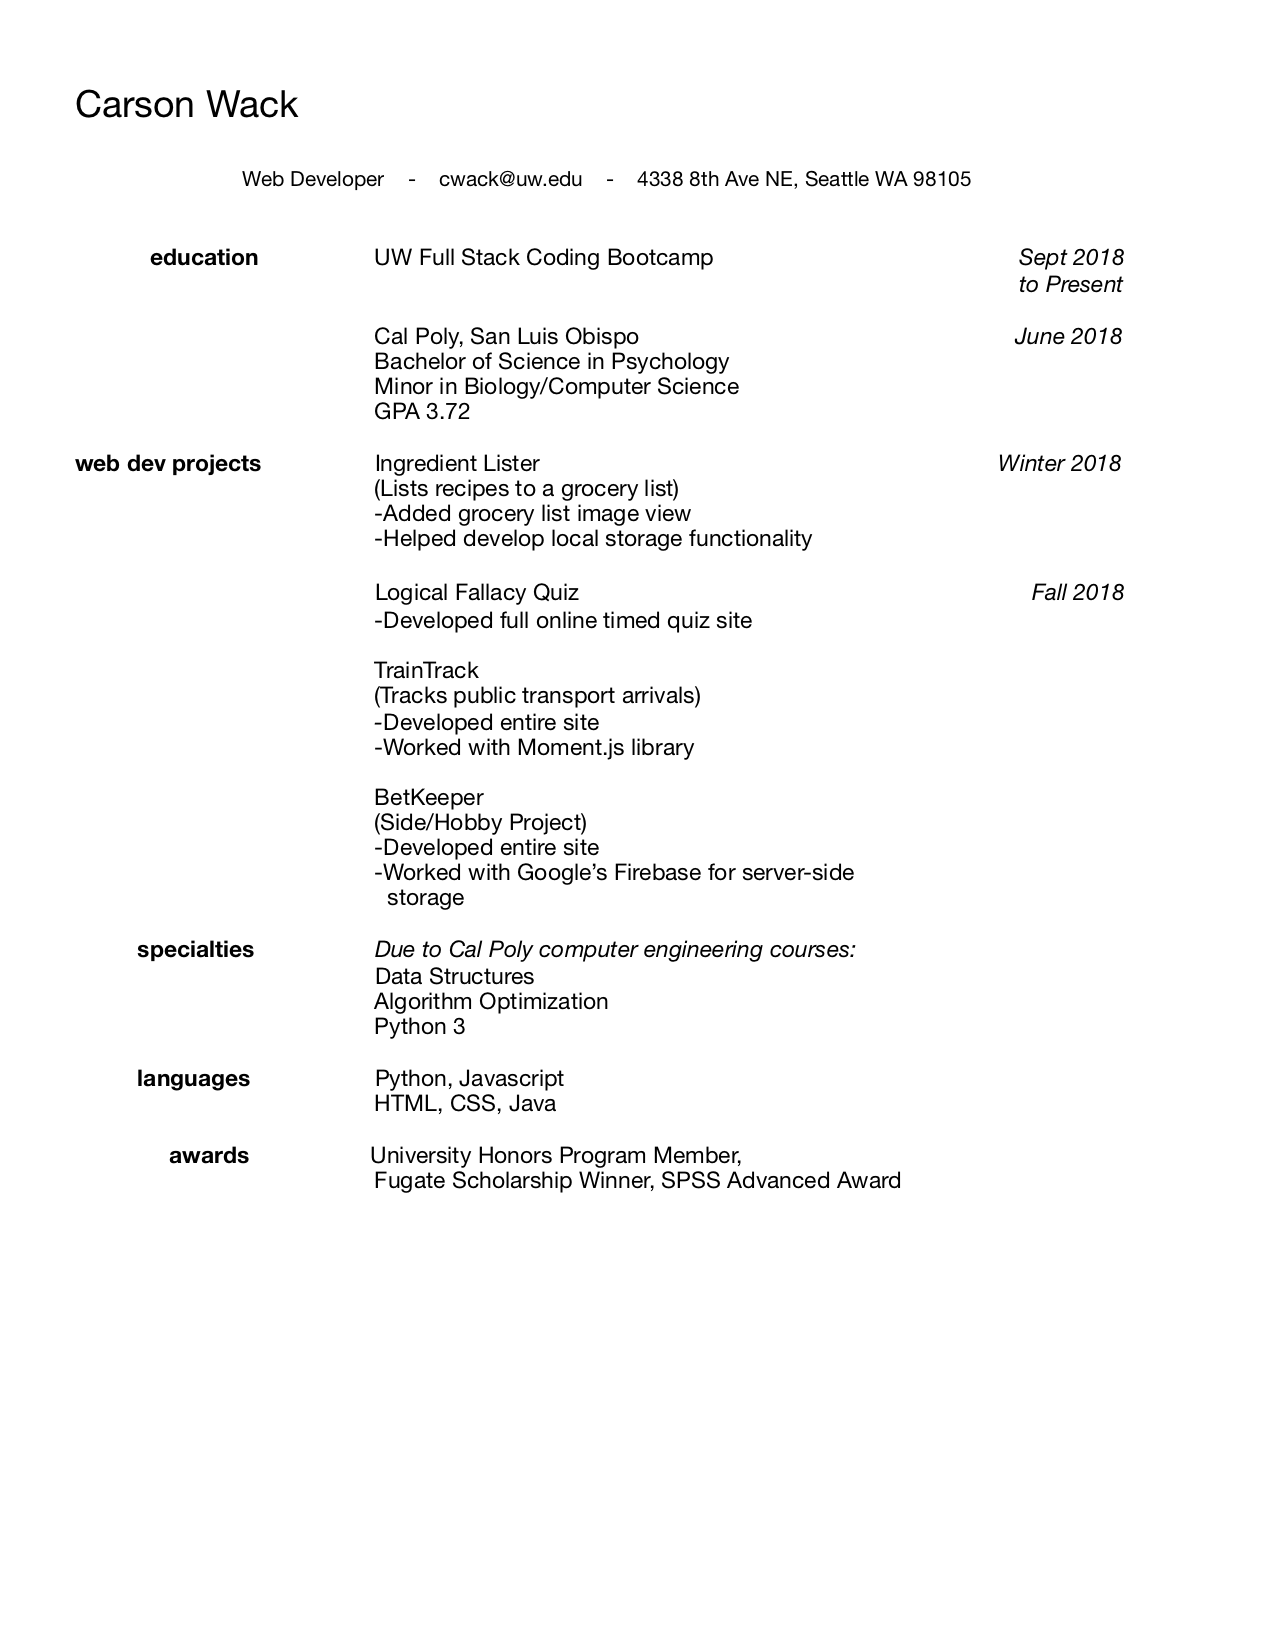 Carson Wack
Web Developer - cwack@uw.edu - 4338 8th Ave NE, Seattle WA 98105
education UW Full Stack Coding Bootcamp Sept 2018
to Present
Cal Poly, San Luis Obispo June 2018
Bachelor of Science in Psychology
Minor in Biology/Computer Science
GPA 3.72
web dev projects Ingredient Lister Winter 2018
(Lists recipes to a grocery list)
-Added grocery list image view
-Helped develop local storage functionality
Logical Fallacy Quiz Fall 2018
-Developed full online timed quiz site
TrainTrack
(Tracks public transport arrivals)
-Developed entire site
-Worked with Moment.js library
BetKeeper
(Side/Hobby Project)
-Developed entire site
-Worked with Google’s Firebase for server-side
storage
specialties Due to Cal Poly computer engineering courses:
Data Structures
Algorithm Optimization
Python 3
languages Python, Javascript
HTML, CSS, Java
awards University Honors Program Member,
Fugate Scholarship Winner, SPSS Advanced Award